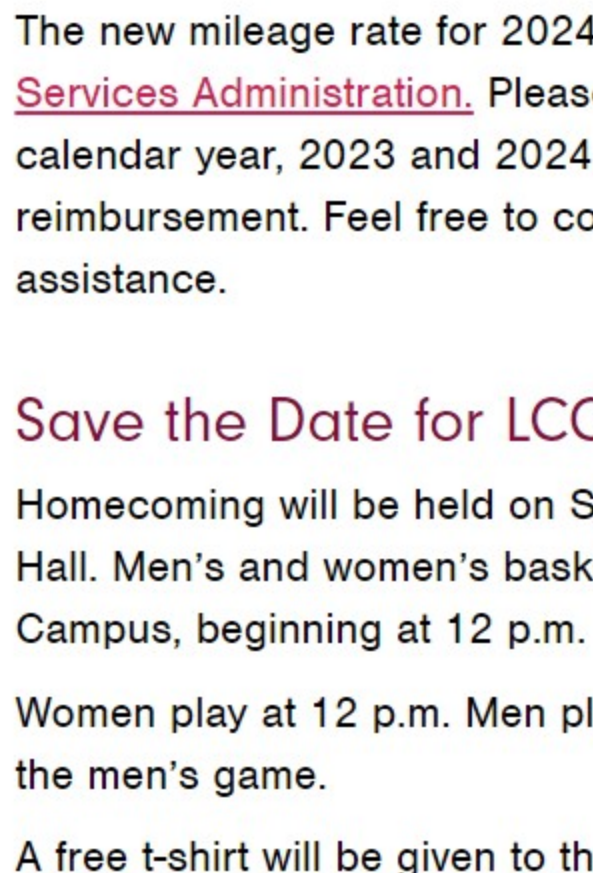 The new mileage rate for 2024
Services Administration. Please
calendar year, 2023 and 2024
reimbursement. Feel free to co
assistance.
Save the Date for LCC
Homecoming will be held on S
Hall. Men’s and women’s bask
Campus, beginning at 12 p.m.
Women play at 12 p.m. Men pl
the men’s game.
A free t-shirt will be given to th